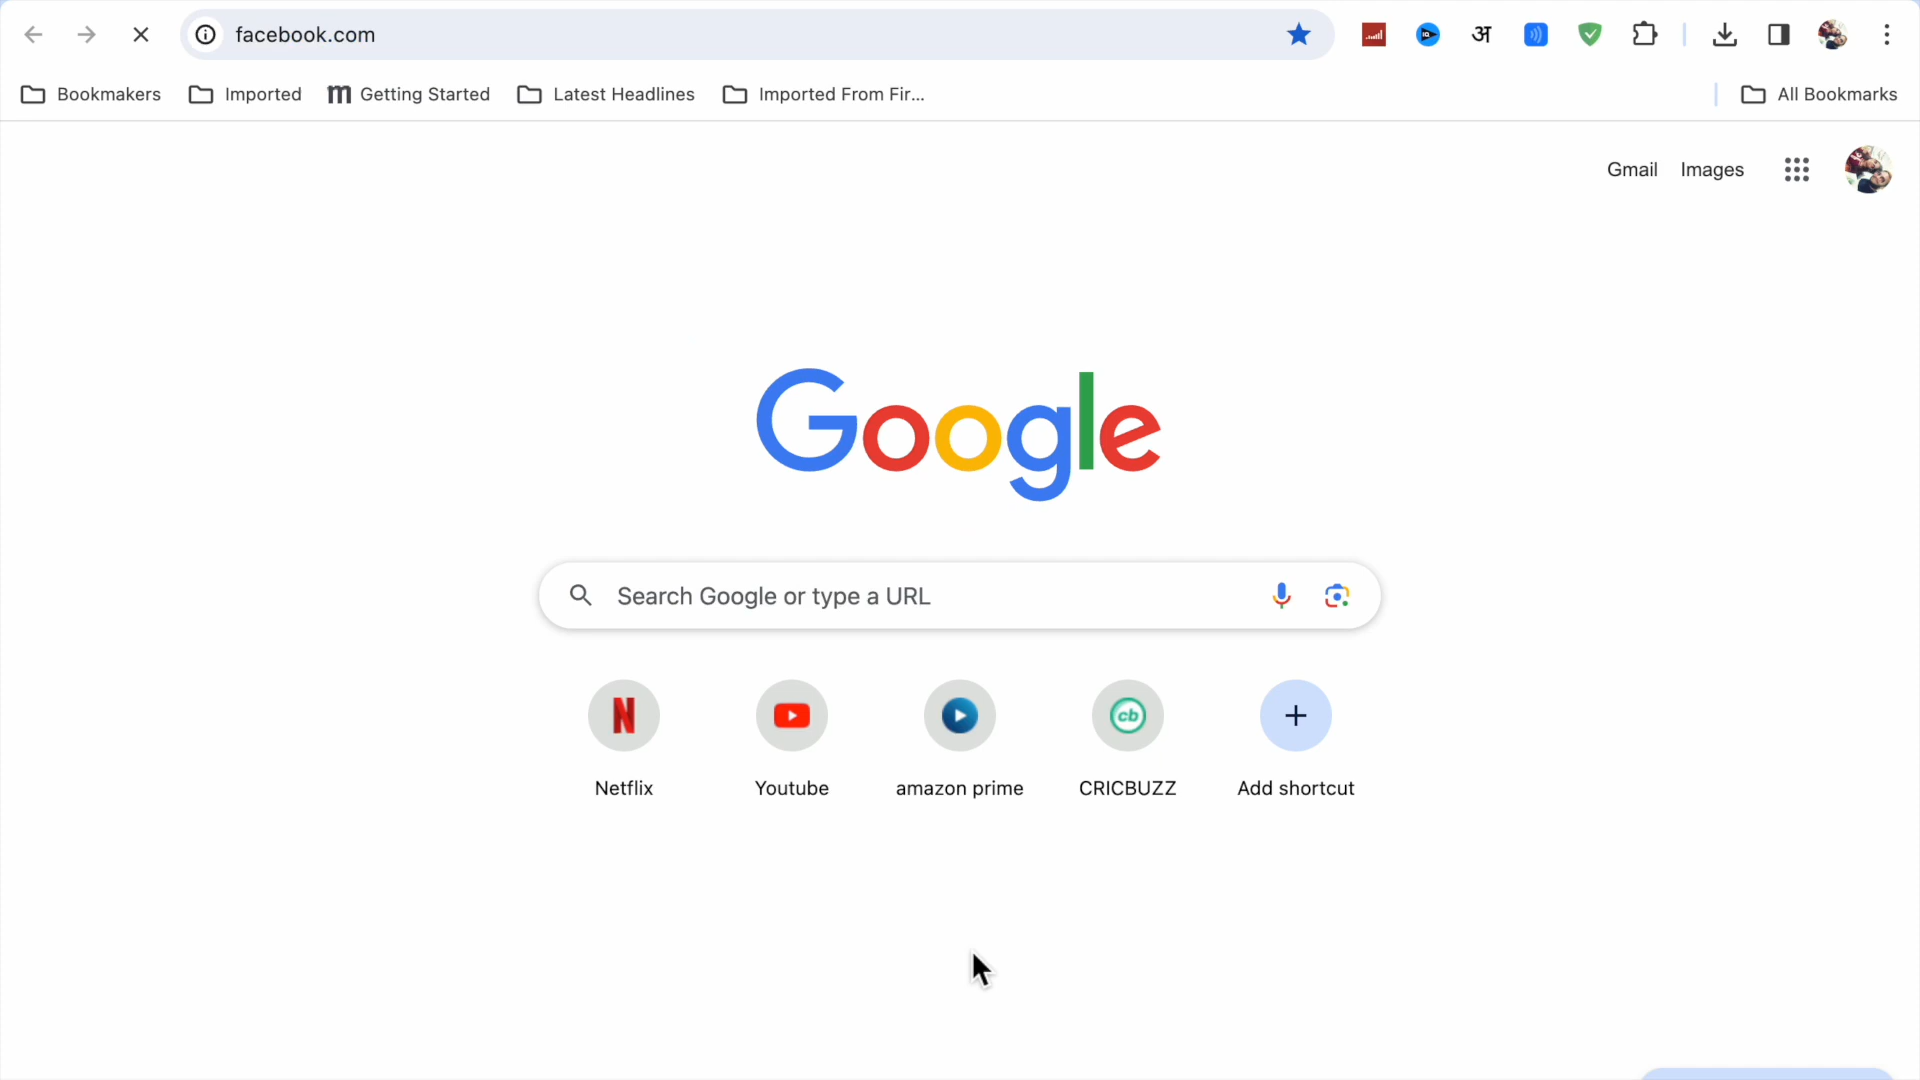 facebook.com
अ
Bookmakers Imported Getting Started Latest Headlines Imported From Fir... All Bookmarks
Gmail Images
Google
Search Google or type a URL
N cb
Netflix Youtube amazon prime CRICBUZZ Add shortcut